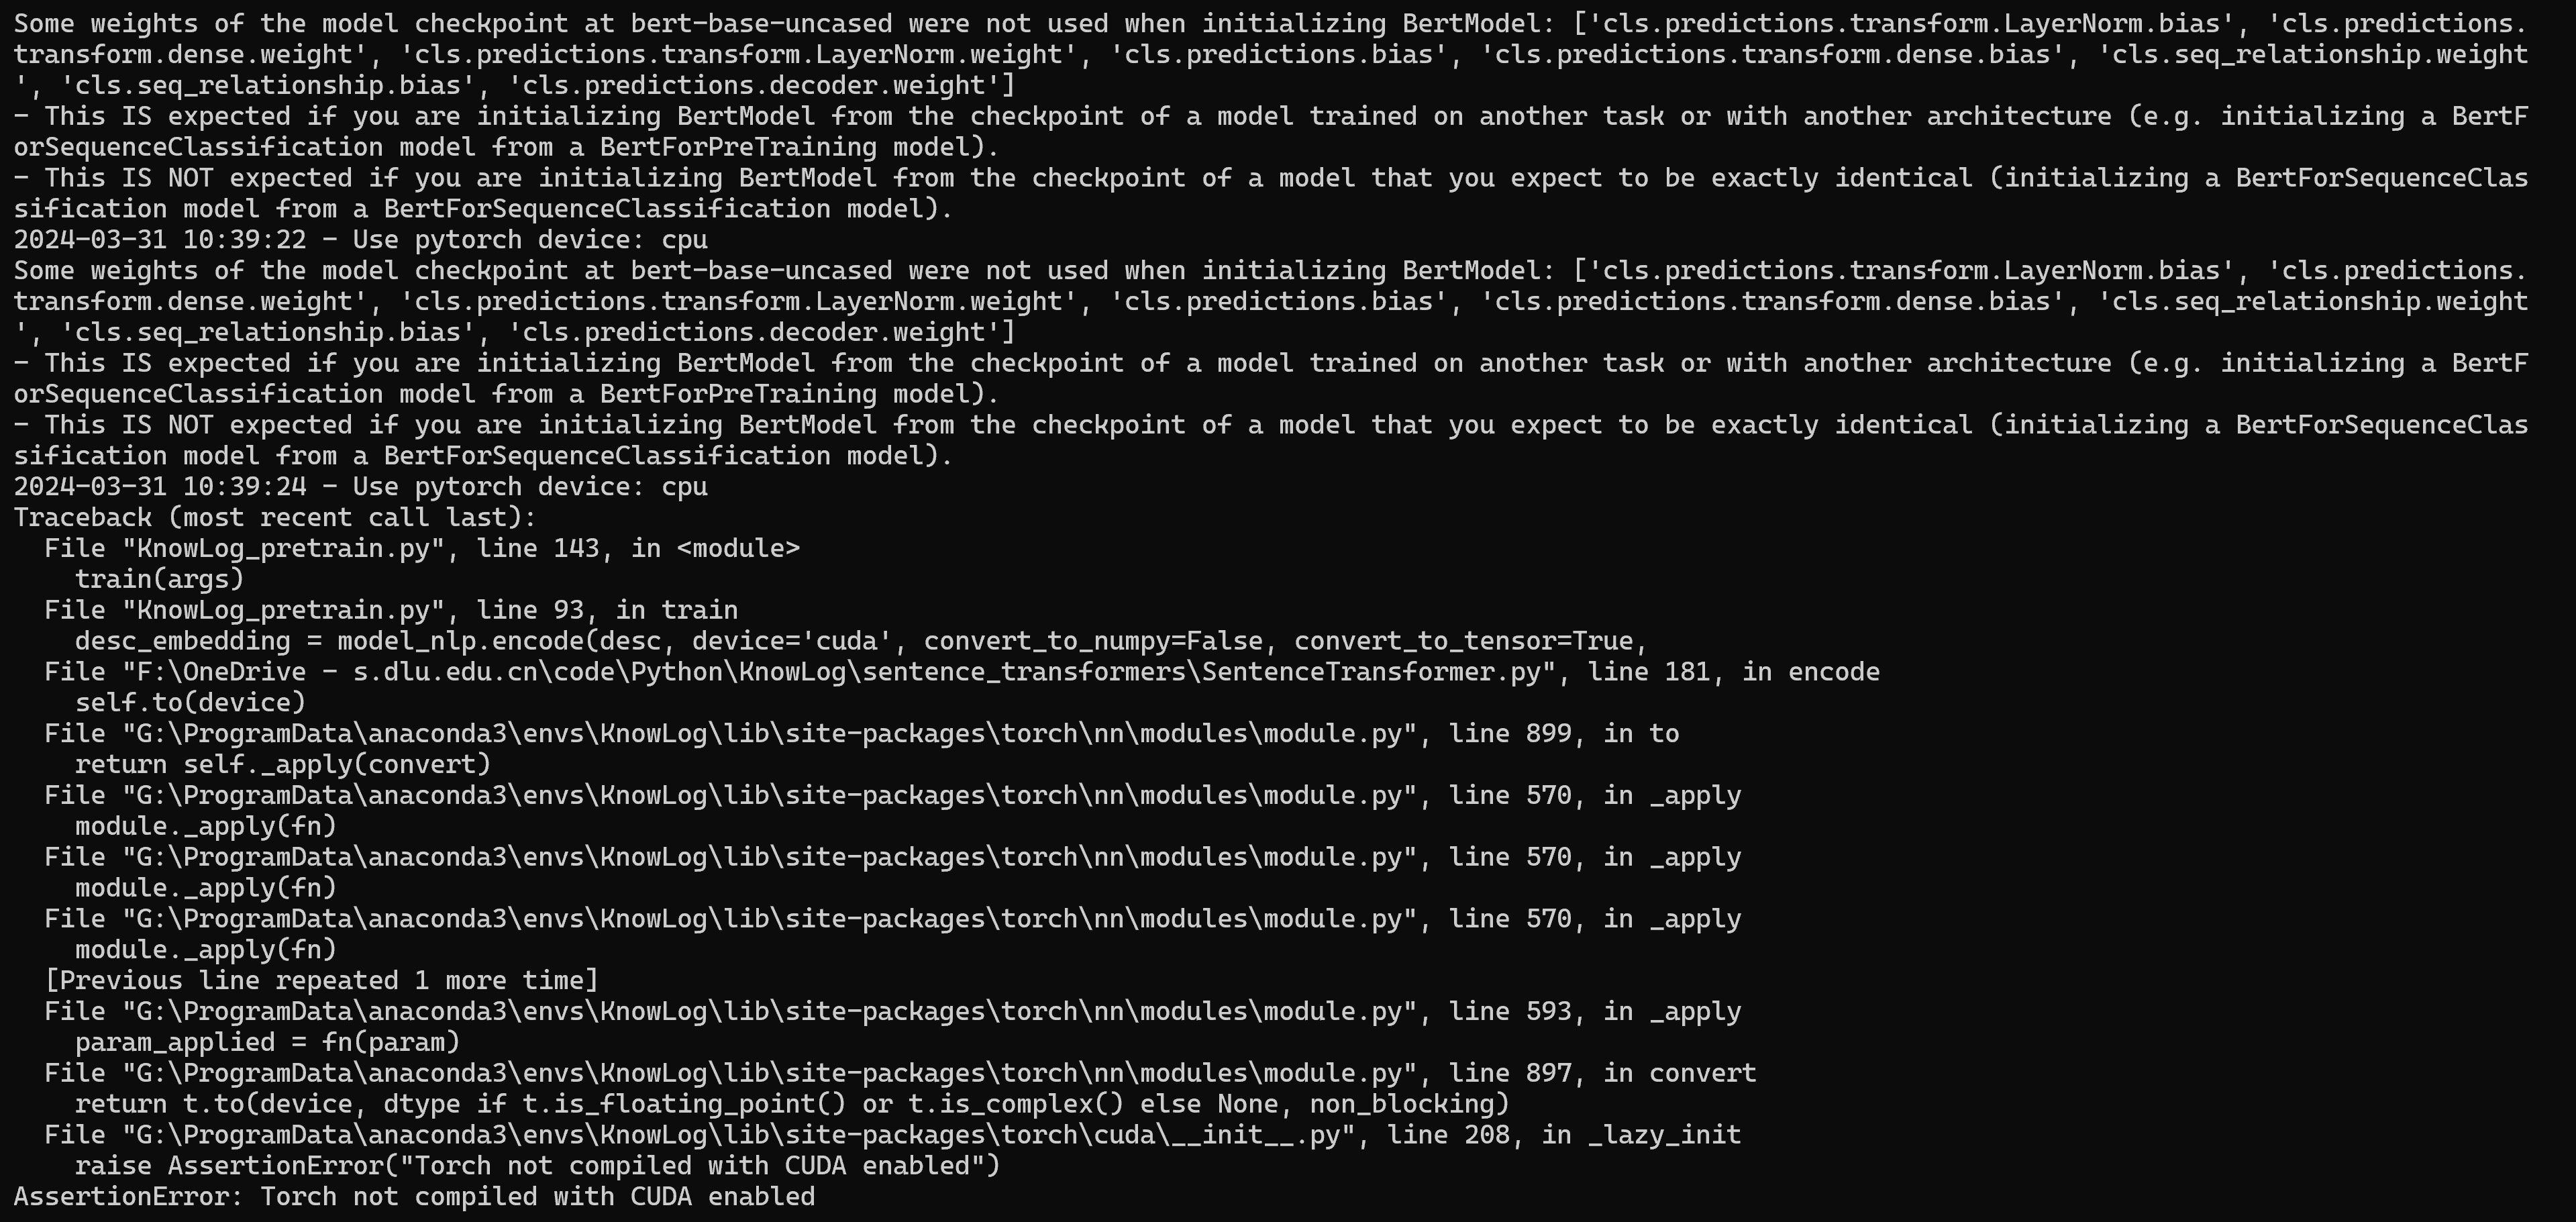 Some weights of the model checkpoint at bert-base-uncased were not used when initializing BertModel: ['cls.predictions.transform.LayerNorm.bias', 'cls.predictions.
transform.dense.weight', 'cls.predictions.transform.LayerNorm.weight', 'cls.predictions.bias', 'cls.predictions.transform.dense.bias', 'cls.seq_relationship.weight
', 'cls.seq_relationship.bias', 'cls.predictions.decoder.weight']
- This IS expected if you are initializing BertModel from the checkpoint of a model trained on another task or with another architecture (e.g. initializing a BertF
orSequenceClassification model from a BertForPreTraining model).
- This IS NOT expected if you are initializing BertModel from the checkpoint of a model that you expect to be exactly identical (initializing a BertForSequenceClas
sification model from a BertForSequenceClassification model).
2024-03-31 10:39:22 - Use pytorch device: cpu
Some weights of the model checkpoint at bert-base-uncased were not used when initializing BertModel: ['cls.predictions.transform.LayerNorm.bias', 'cls.predictions.
transform.dense.weight', 'cls.predictions.transform.LayerNorm.weight', 'cls.predictions.bias', 'cls.predictions.transform.dense.bias', 'cls.seq_relationship.weight
', 'cls.seq_relationship.bias', 'cls.predictions.decoder.weight']
- This IS expected if you are initializing BertModel from the checkpoint of a model trained on another task or with another architecture (e.g. initializing a BertF
orSequenceClassification model from a BertForPreTraining model).
- This IS NOT expected if you are initializing BertModel from the checkpoint of a model that you expect to be exactly identical (initializing a BertForSequenceClas
sification model from a BertForSequenceClassification model).
2024-03-31 10:39:24 - Use pytorch device: cpu
Traceback (most recent call last):
  File "KnowLog_pretrain.py", line 143, in <module>
    train(args)
  File "KnowLog_pretrain.py", line 93, in train
    desc_embedding = model_nlp.encode(desc, device='cuda', convert_to_numpy=False, convert_to_tensor=True,
  File "F:\OneDrive - s.dlu.edu.cn\code\Python\KnowLog\sentence_transformers\SentenceTransformer.py", line 181, in encode
    self.to(device)
  File "G:\ProgramData\anaconda3\envs\KnowLog\lib\site-packages\torch\nn\modules\module.py", line 899, in to
    return self._apply(convert)
  File "G:\ProgramData\anaconda3\envs\KnowLog\lib\site-packages\torch\nn\modules\module.py", line 570, in _apply
    module._apply(fn)
  File "G:\ProgramData\anaconda3\envs\KnowLog\lib\site-packages\torch\nn\modules\module.py", line 570, in _apply
    module._apply(fn)
  File "G:\ProgramData\anaconda3\envs\KnowLog\lib\site-packages\torch\nn\modules\module.py", line 570, in _apply
    module._apply(fn)
  [Previous line repeated 1 more time]
  File "G:\ProgramData\anaconda3\envs\KnowLog\lib\site-packages\torch\nn\modules\module.py", line 593, in _apply
    param_applied = fn(param)
  File "G:\ProgramData\anaconda3\envs\KnowLog\lib\site-packages\torch\nn\modules\module.py", line 897, in convert
    return t.to(device, dtype if t.is_floating_point() or t.is_complex() else None, non_blocking)
  File "G:\ProgramData\anaconda3\envs\KnowLog\lib\site-packages\torch\cuda\__init__.py", line 208, in _lazy_init
    raise AssertionError("Torch not compiled with CUDA enabled")
AssertionError: Torch not compiled with CUDA enabled